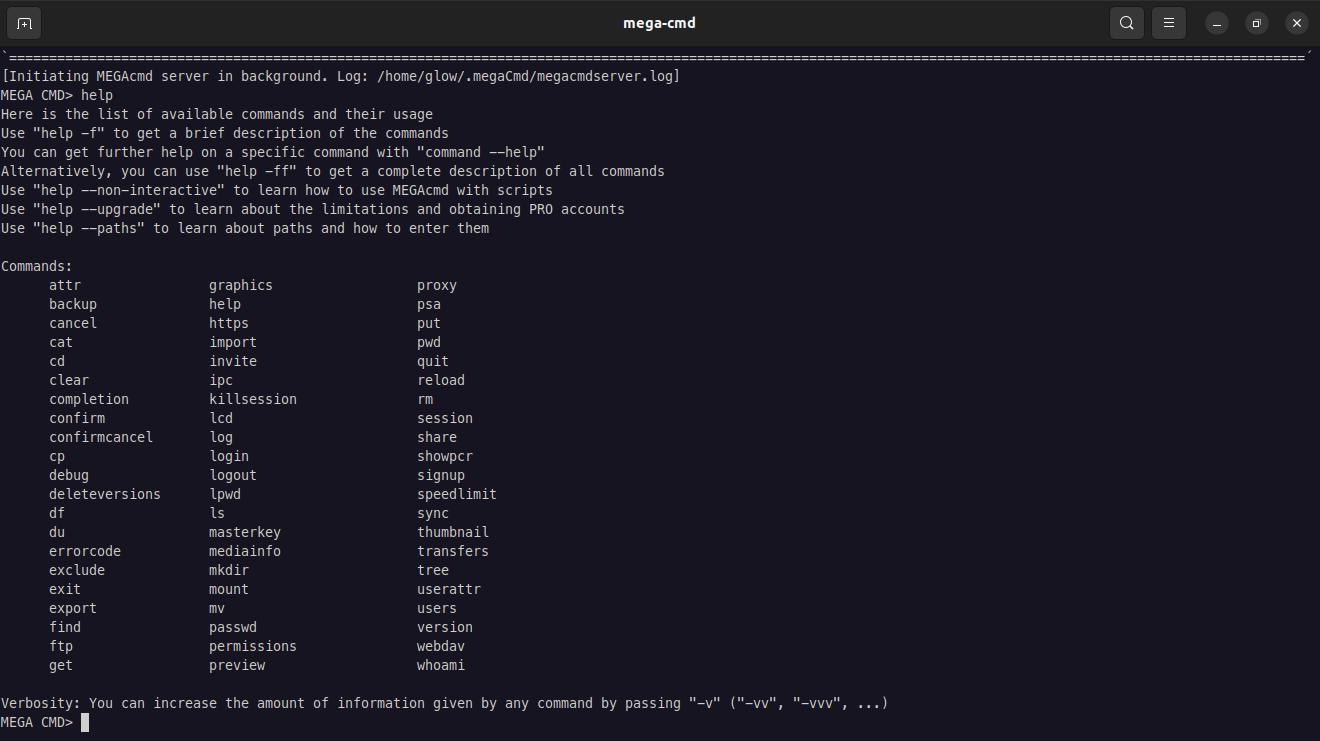 mega-cmd
`==================================================================================================================================================================´
[Initiating MEGAcmd server in background. Log: /home/glow/.megaCmd/megacmdserver.log]
MEGA CMD> help
Here is the list of available commands and their usage
Use "help -f" to get a brief description of the commands
You can get further help on a specific command with "command --help"
Alternatively, you can use "help -ff" to get a complete description of all commands
Use "help --non-interactive" to learn how to use MEGAcmd with scripts
Use "help --upgrade" to learn about the limitations and obtaining PRO accounts
Use "help --paths" to learn about paths and how to enter them
Commands:
attr graphics proxy
backup help psa
cancel https put
cat import pwd
cd invite quit
clear ipc reload
completion killsession rm
confirm lcd session
confirmcancel log share
cp login showpcr
debug logout signup
deleteversions lpwd speedlimit
df ls sync
du masterkey thumbnail
errorcode mediainfo transfers
exclude mkdir tree
exit mount userattr
export mv users
find passwd version
ftp permissions webdav
get preview whoami
Verbosity: You can increase the amount of information given by any command by passing "-v" ("-vv", "-vvv", ...)
MEGA CMD>